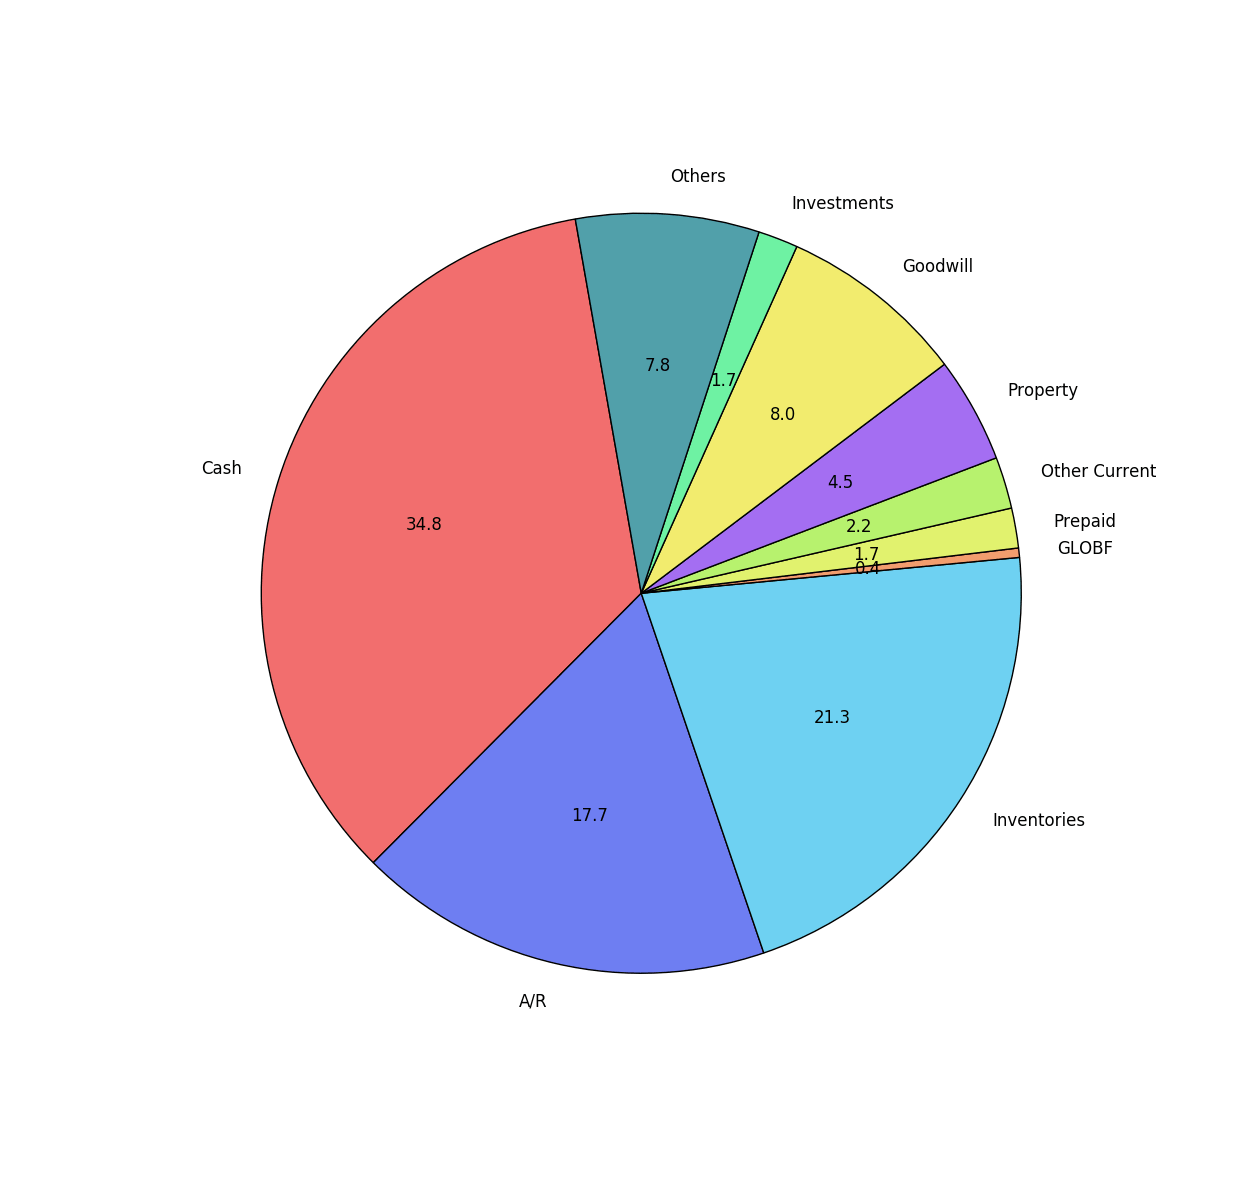 Others
Investments
Goodwill
7.8
1.7
Property
8.0
Cash
Other Current
4.5
34.8
2.2
Prepaid
1.7
GLOBF
0.4
21.3
17.7
Inventories
A/R